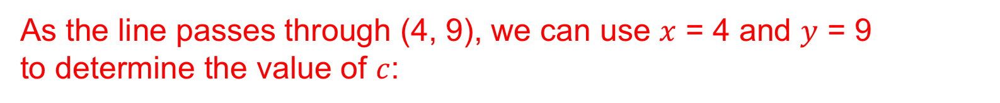 As the line passes through (4, 9), we can use x = 4 and y = 9
to determine the value of c: